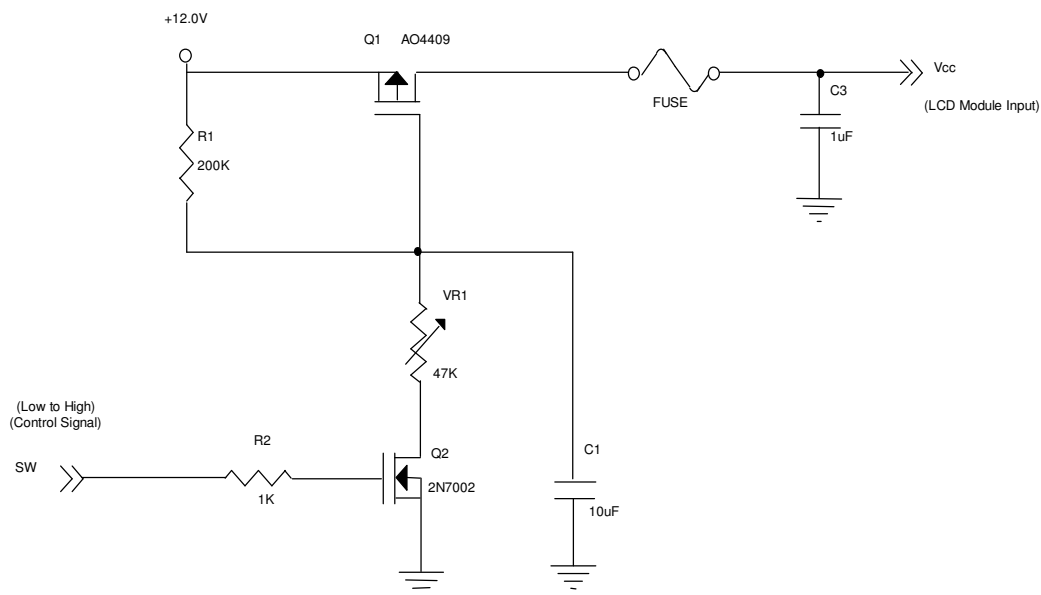 +12.0V
Q1 AO4409
Vcc
(LCD Module Input)
FUSE
C3
1uF
R1
200K
VR1
47K
(Low to High)
(Control Signal)
SW
R2
1K
Q2
2N7002
C1
10uF